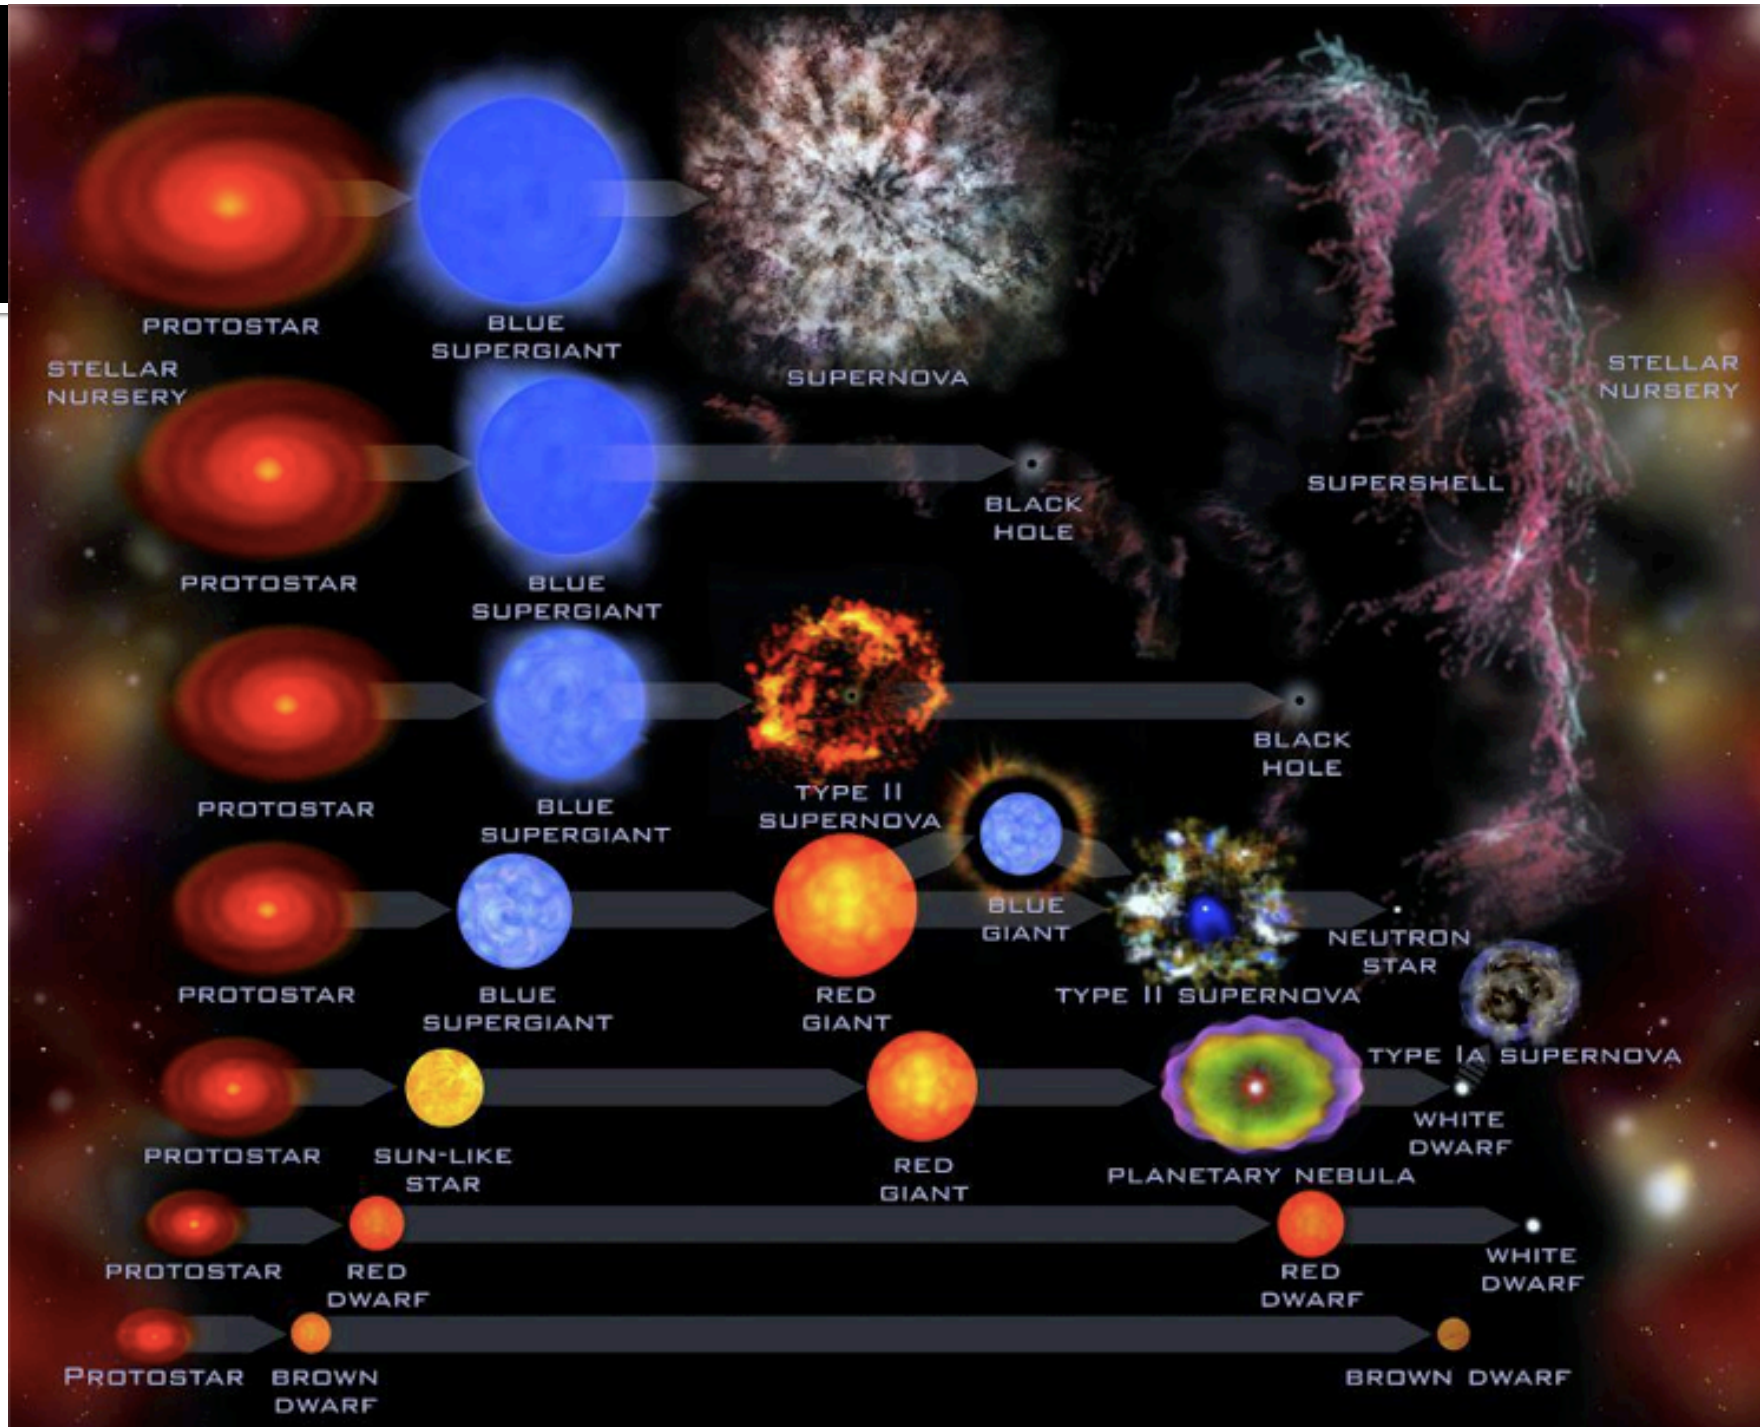 PROTOSTAR
BLUE
SUPERGIANT
SUPERNOVA
STELLAR
NURSERY
STELLAR
NURSERY
PROTOSTAR
BLUE
SUPERGIANT
BLACK
HOLE
SUPERSHELL
PROTOSTAR
BLUE
SUPERGIANT
TYPE II
SUPERNOVA
BLACK
HOLE
PROTOSTAR
BLUE
SUPERGIANT
RED
GIANT
BLUE
GIANT
TYPE II SUPERNOVA
NEUTRON
STAR
PROTOSTAR
SUN-LIKE
STAR
RED
GIANT
PLANETARY NEBULA
TYPE IA SUPERNOVA
WHITE
DWARF
PROTOSTAR
RED
DWARF
RED
DWARF
WHITE
DWARF
PROTOSTAR
BROWN
DWARF
BROWN DWARF